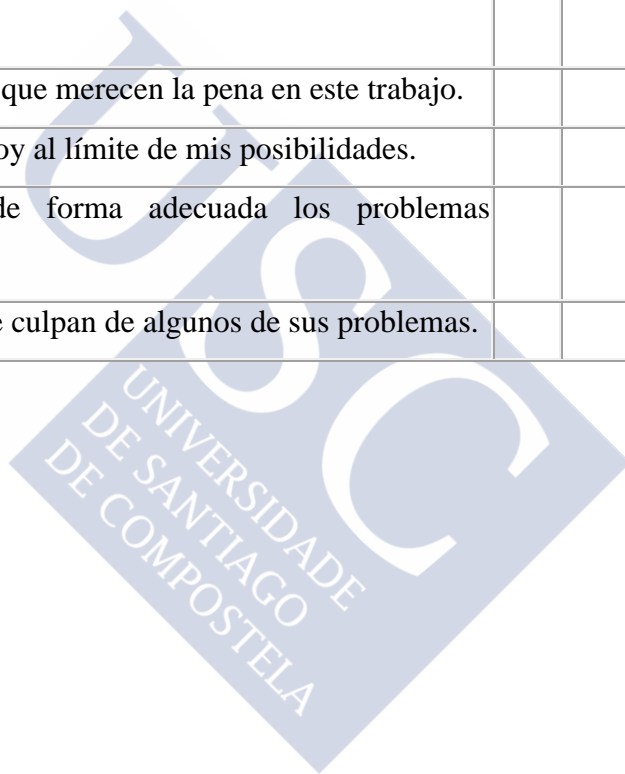 que merecen la pena en este trabajo.
oy al límite de mis posibilidades.
de forma adecuada los problemas
culpan de algunos de sus problemas.
USC
UNIVERSIDADE
DE SANTIAGO
DE COMPOSTELA